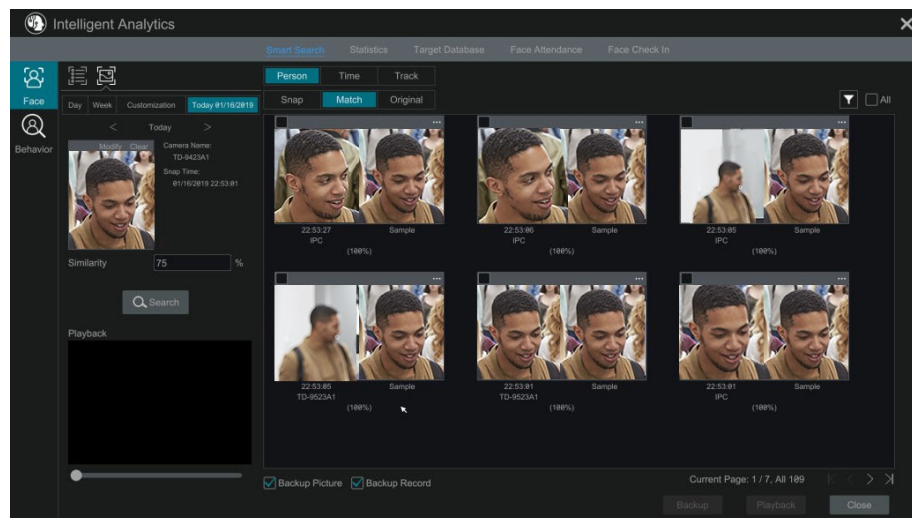 Intelligent Analytics
Smart Search Statistics Target Database Face Attendance Face Check In
Face
Behavior
Day Week Customization Today 01/16/2019
< Today >
Modify Clear
Camera Name:
TD-9423A1
Snap Time:
01/16/2019 22:53:01
Similarity 75 %
Search
Playback
Person Time Track
Snap Match Original
All
22:53:27 Sample
IPC
(100%)
22:53:06 Sample
IPC
(100%)
22:53:05 Sample
IPC
(100%)
22:53:05 Sample
TD-9523A1
(100%)
22:53:01 Sample
TD-9523A1
(100%)
22:53:01 Sample
IPC
(100%)
Backup Picture Backup Record
Current Page: 1 / 7, All 109
Backup Playback Close